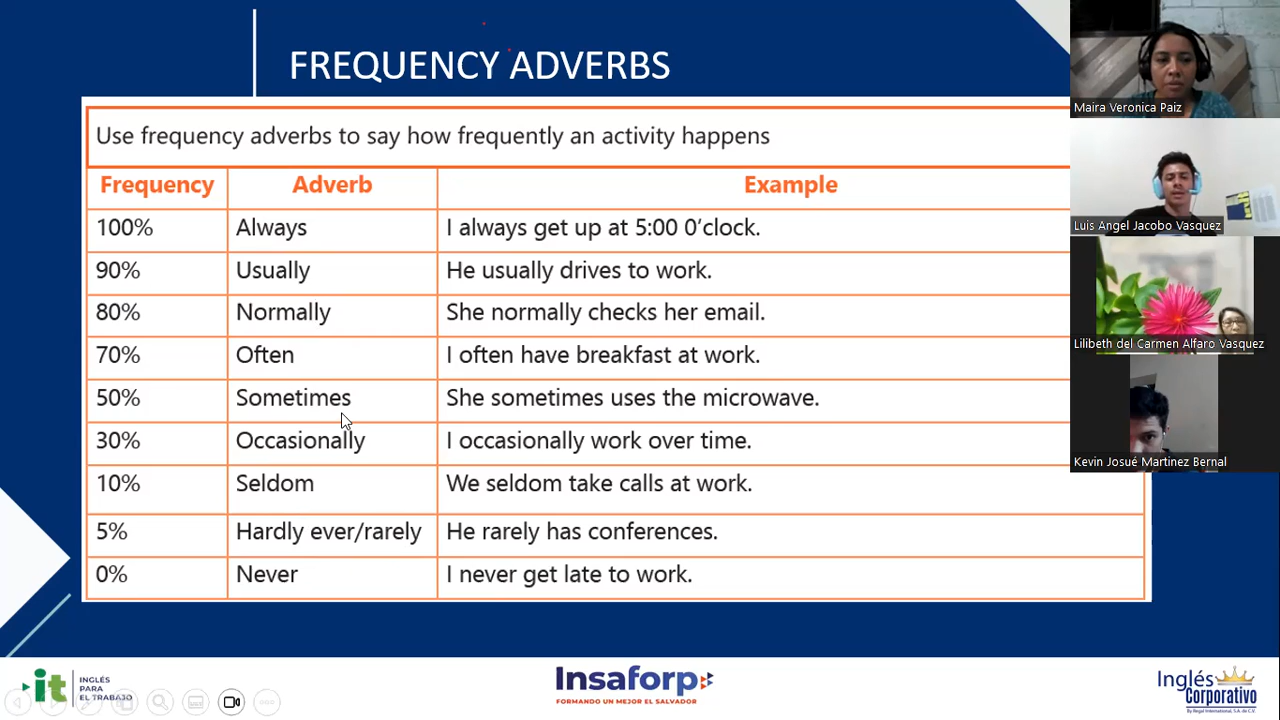 FREQUENCY ADVERBS
Use frequency adverbs to say how frequently an activity happens
Frequency Adverb Example
100% Always I always get up at 5:00 0’clock.
90% Usually He usually drives to work.
80% Normally She normally checks her email.
70% Often I often have breakfast at work.
50% Sometimes She sometimes uses the microwave.
30% Occasionally I occasionally work over time.
10% Seldom We seldom take calls at work.
5% Hardly ever/rarely He rarely has conferences.
0% Never I never get late to work.
Maira Veronica Paiz
Luis Angel Jacobo Vasquez
Lilibeth del Carmen Alfaro Vasquez
Kevin Josué Martinez Bernal
it
INGLÉS
PARA
EL TRABAJO
Insaforp
FORMANDO UN MEJOR EL SALVADOR
Inglés
Corporativo
By Regal International, S.A. de C.V.